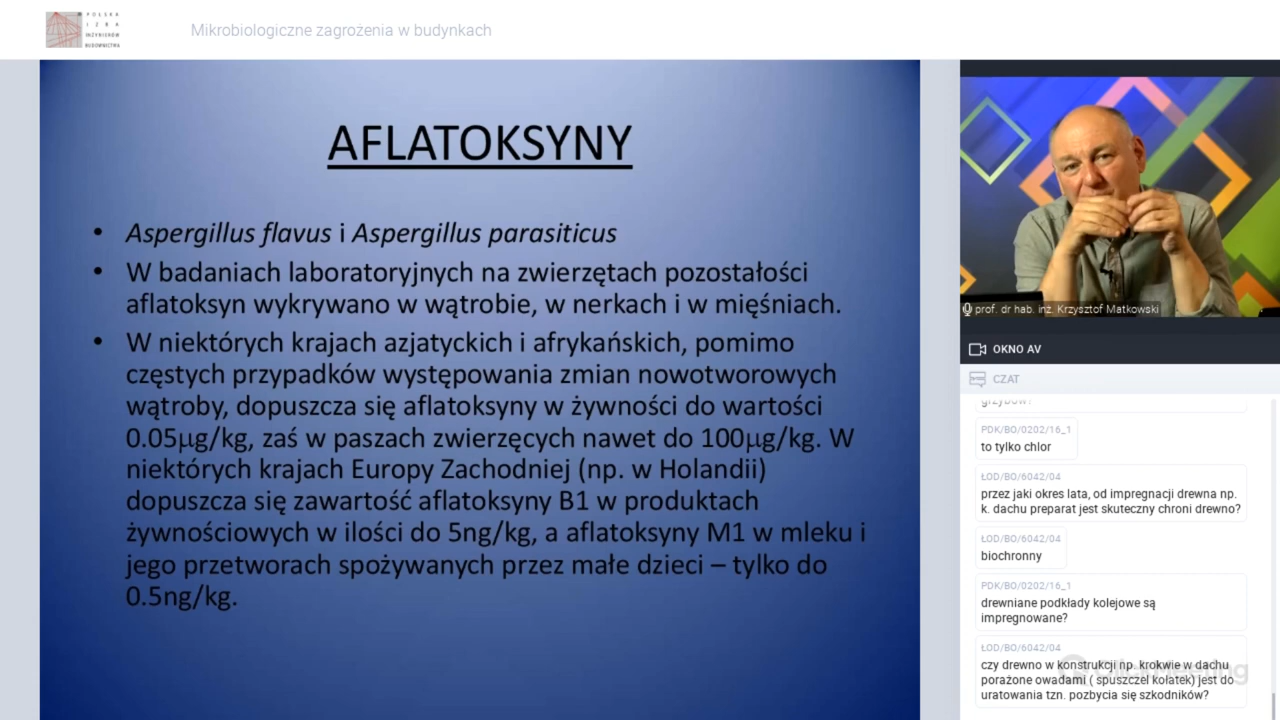 POLSKA
IZBA
INŻYNIERÓW
BUDOWNICTWA
Mikrobiologiczne zagrożenia w budynkach
AFLATOKSYNY
• Aspergillus flavus i Aspergillus parasiticus
• W badaniach laboratoryjnych na zwierzętach pozostałości
aflatoksyn wykrywano w wątrobie, w nerkach i w mięśniach.
• W niektórych krajach azjatyckich i afrykańskich, pomimo
częstych przypadków występowania zmian nowotworowych
wątroby, dopuszcza się aflatoksyny w żywności do wartości
0.05µg/kg, zaś w paszach zwierzęcych nawet do 100µg/kg. W
niektórych krajach Europy Zachodniej (np. w Holandii)
dopuszcza się zawartość aflatoksyny B1 w produktach
żywnościowych w ilości do 5ng/kg, a aflatoksyny M1 w mleku i
jego przetworach spożywanych przez małe dzieci – tylko do
0.5ng/kg.
prof. dr hab. inż. Krzysztof Matkowski
OKNO AV
CZAT
grzybów?
PDK/BO/0202/16_1
to tylko chlor
ŁOD/BO/6042/04
przez jaki okres lata, od impregnacji drewna np.
k. dachu preparat jest skuteczny chroni drewno?
ŁOD/BO/6042/04
biochronny
PDK/BO/0202/16_1
drewniane podkłady kolejowe są
impregnowane?
ŁOD/BO/6042/04
czy drewno w konstrukcji np. krokwie w dachu
porażone owadami ( spuszczel kołatek) jest do
uratowania tzn. pozbycia się szkodników?